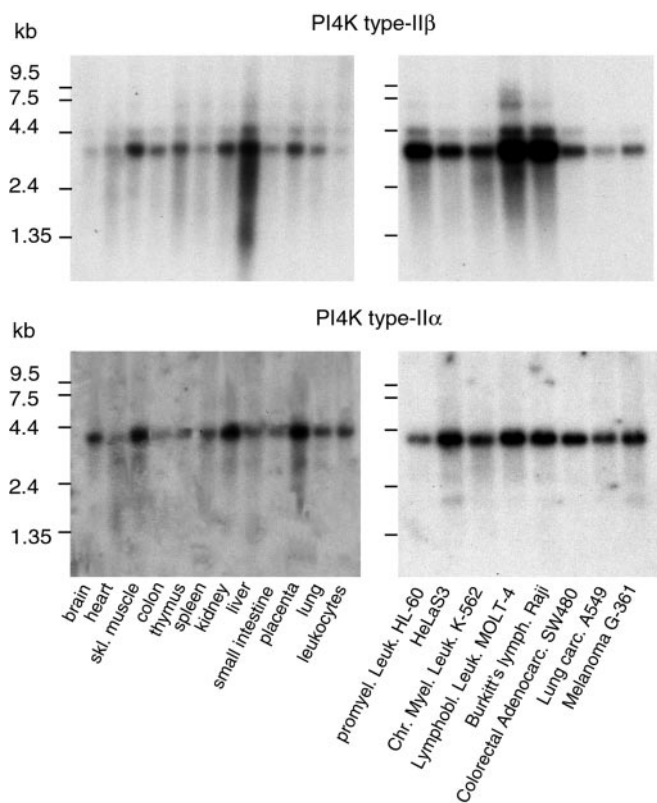 PI4K type-IIβ
kb
9.5
7.5
4.4
2.4
1.35
PI4K type-IIα
kb
9.5
7.5
4.4
2.4
1.35
brain
heart
skl. muscle
colon
thymus
spleen
kidney
liver
small intestine
placenta
lung
leukocytes
promyel. Leuk. HL-60
HeLaS3
Chr. Myel. Leuk. K-562
Lymphobl. Leuk. MOLT-4
Burkitt's lymph. Raji
Colorectal Adenocarc. SW480
Lung carc. A549
Melanoma G-361